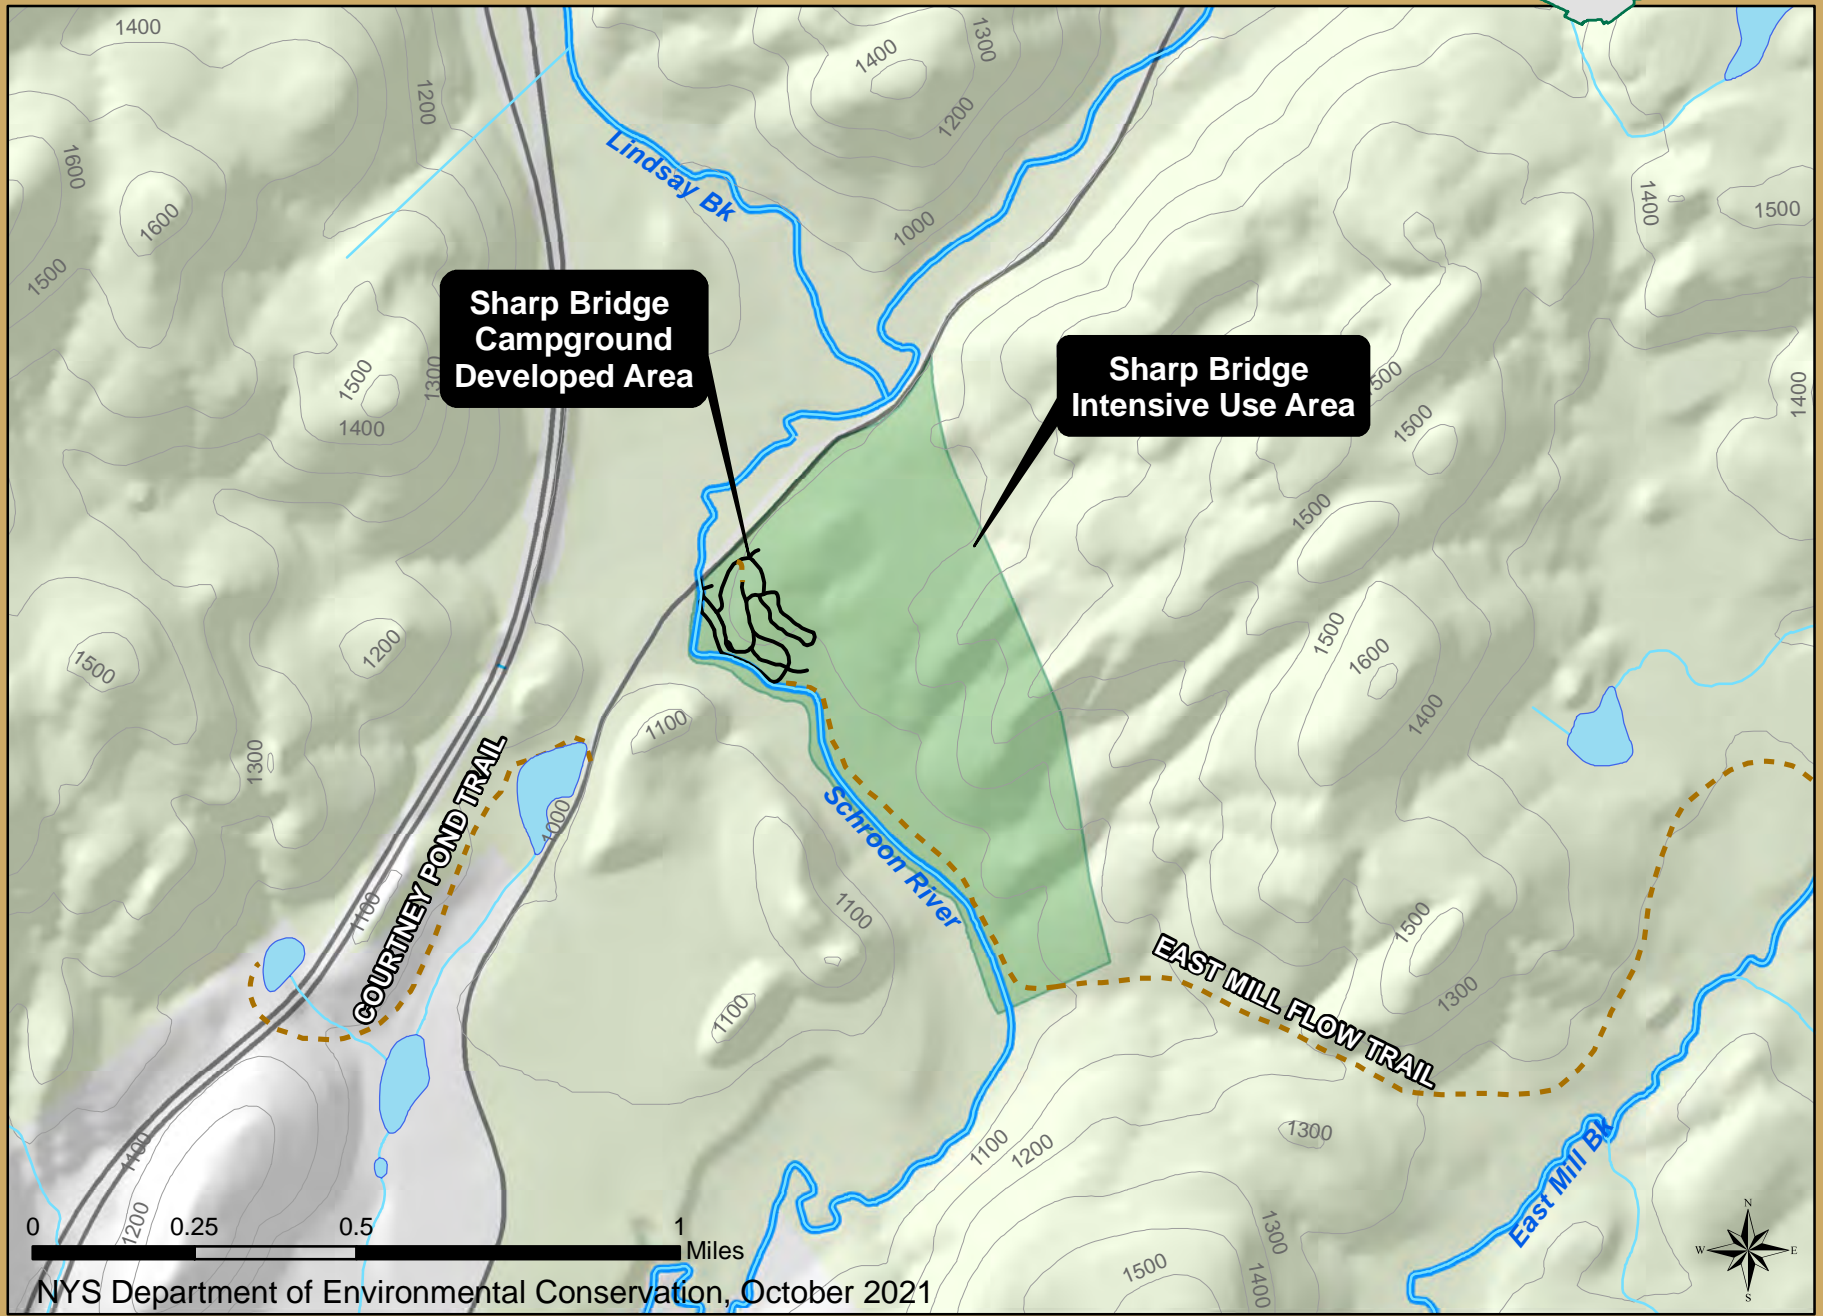 1400
1200
1600
1600
1500
1400
1300
1200
1000
1400
1500
Lindsay Bk
Sharp Bridge
Campground
Developed Area
Sharp Bridge
Intensive Use Area
1500
1300
1400
500
1500
1400
1500
1500
1600
1400
1500
1200
1300
1100
1000
COURTNEY POND TRAIL
1100
Schroon River
1100
1100
1500
1300
EAST MILL FLOW TRAIL
1300
East Mill Bk
1100
1200
1300
1400
1500
1100
1200
0 0.25 0.5 1
Miles
NYS Department of Environmental Conservation, October 2021
N
W E
S